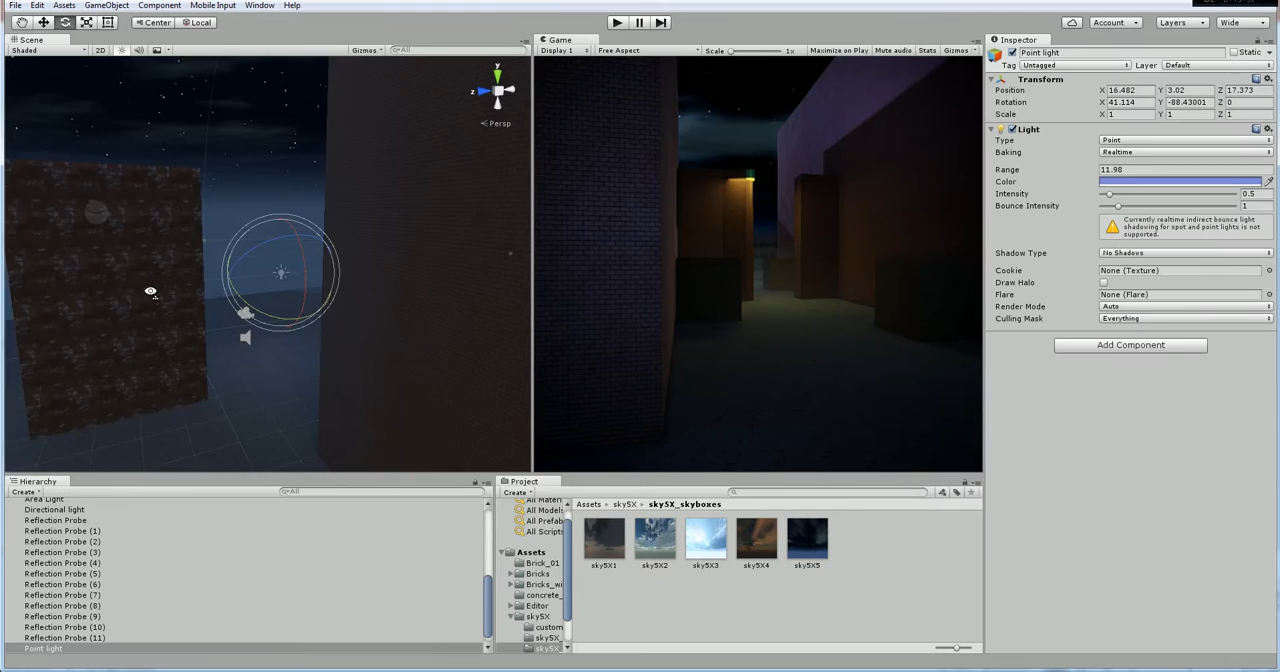 File Edit Assets GameObject Component Mobile Input Window Help
Center Local Account Layers Wide
Scene Game Inspector
Shaded 2D Gizmos All Display 1 Free Aspect Scale 1x Maximize on Play Mute audio Stats Gizmos
Point light Static
Tag Untagged Layer Default
Transform
Position X 16.482 Y 3.02 Z 17.373
Rotation X 41.114 Y -88.43001 Z 0
Scale X 1 Y 1 Z 1
y
z
Persp
Light
Type Point
Baking Realtime
Range 11.98
Color
Intensity 0.5
Bounce Intensity 1
Currently realtime indirect bounce light
shadowing for spot and point lights is not
supported.
Shadow Type No Shadows
Cookie None (Texture)
Draw Halo
Flare None (Flare)
Render Mode Auto
Culling Mask Everything
Add Component
Hierarchy
Create All
Area Light
Directional light
Reflection Probe
Reflection Probe (1)
Reflection Probe (2)
Reflection Probe (3)
Reflection Probe (4)
Reflection Probe (5)
Reflection Probe (6)
Reflection Probe (7)
Reflection Probe (8)
Reflection Probe (9)
Reflection Probe (10)
Reflection Probe (11)
Point light
Project
Create
All Materi
All Models
All Prefab
All Scripts
Assets
Brick_01
Bricks
Bricks_wi
concrete_
Editor
sky5X
custom
sky5X_
sky5X_
Assets sky5X sky5X_skyboxes
sky5X1 sky5X2 sky5X3 sky5X4 sky5X5